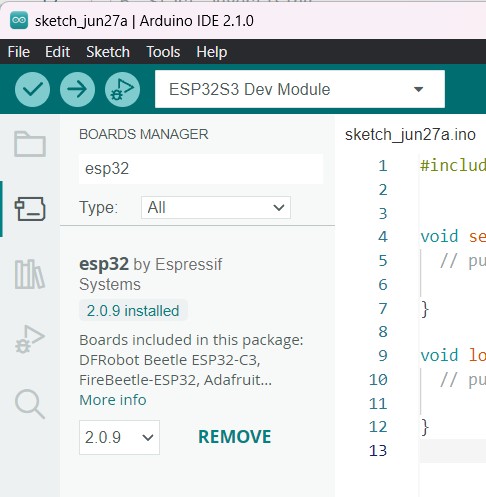 sketch_jun27a | Arduino IDE 2.1.0
File Edit Sketch Tools Help
ESP32S3 Dev Module
BOARDS MANAGER
esp32
Type: All
esp32 by Espressif
Systems
2.0.9 installed
Boards included in this package:
DFRobot Beetle ESP32-C3,
FireBeetle-ESP32, Adafruit...
More info
2.0.9 REMOVE
sketch_jun27a.ino
1 #includ
2
3
4 void se
5 // pu
6
7 }
8
9 void lo
10 // pu
11
12 }
13